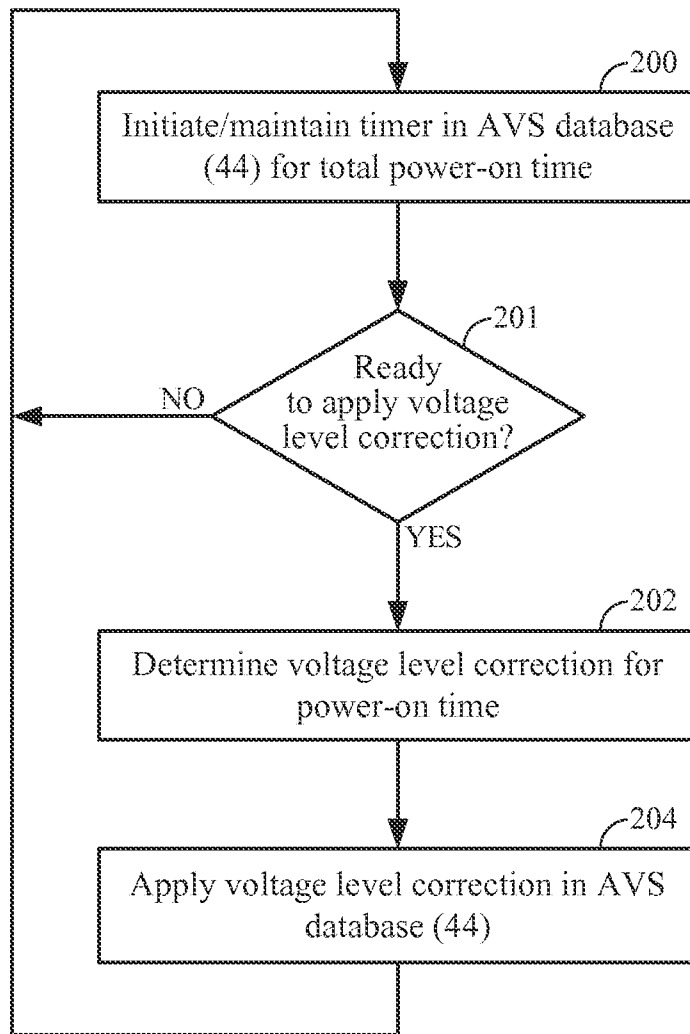 200
Initiate/maintain timer in AVS database
(44) for total power-on time
201
Ready
to apply voltage
level correction?
NO
YES
202
Determine voltage level correction for
power-on time
204
Apply voltage level correction in AVS
database (44)